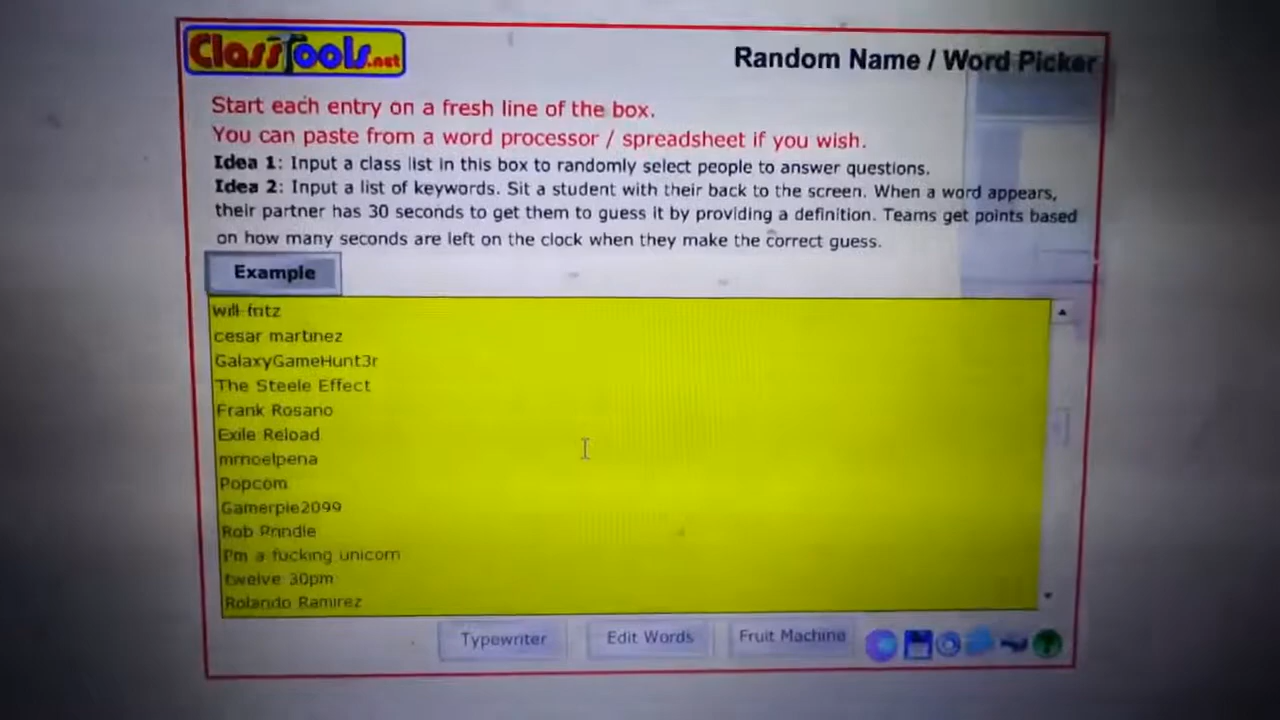 ClassTools.net
Random Name / Word Picker
Start each entry on a fresh line of the box.
You can paste from a word processor / spreadsheet if you wish.
Idea 1: Input a class list in this box to randomly select people to answer questions.
Idea 2: Input a list of keywords. Sit a student with their back to the screen. When a word appears,
their partner has 30 seconds to get them to guess it by providing a definition. Teams get points based
on how many seconds are left on the clock when they make the correct guess.
Example
will fritz
cesar martinez
GalaxyGameHunt3r
The Steele Effect
Frank Rosano
Exile Reload
mrnoelpena
Popcorn
Gamerpie2099
Rob Prindle
I'm a fucking unicorn
twelve 30pm
Rolando Ramirez
Typewriter
Edit Words
Fruit Machine